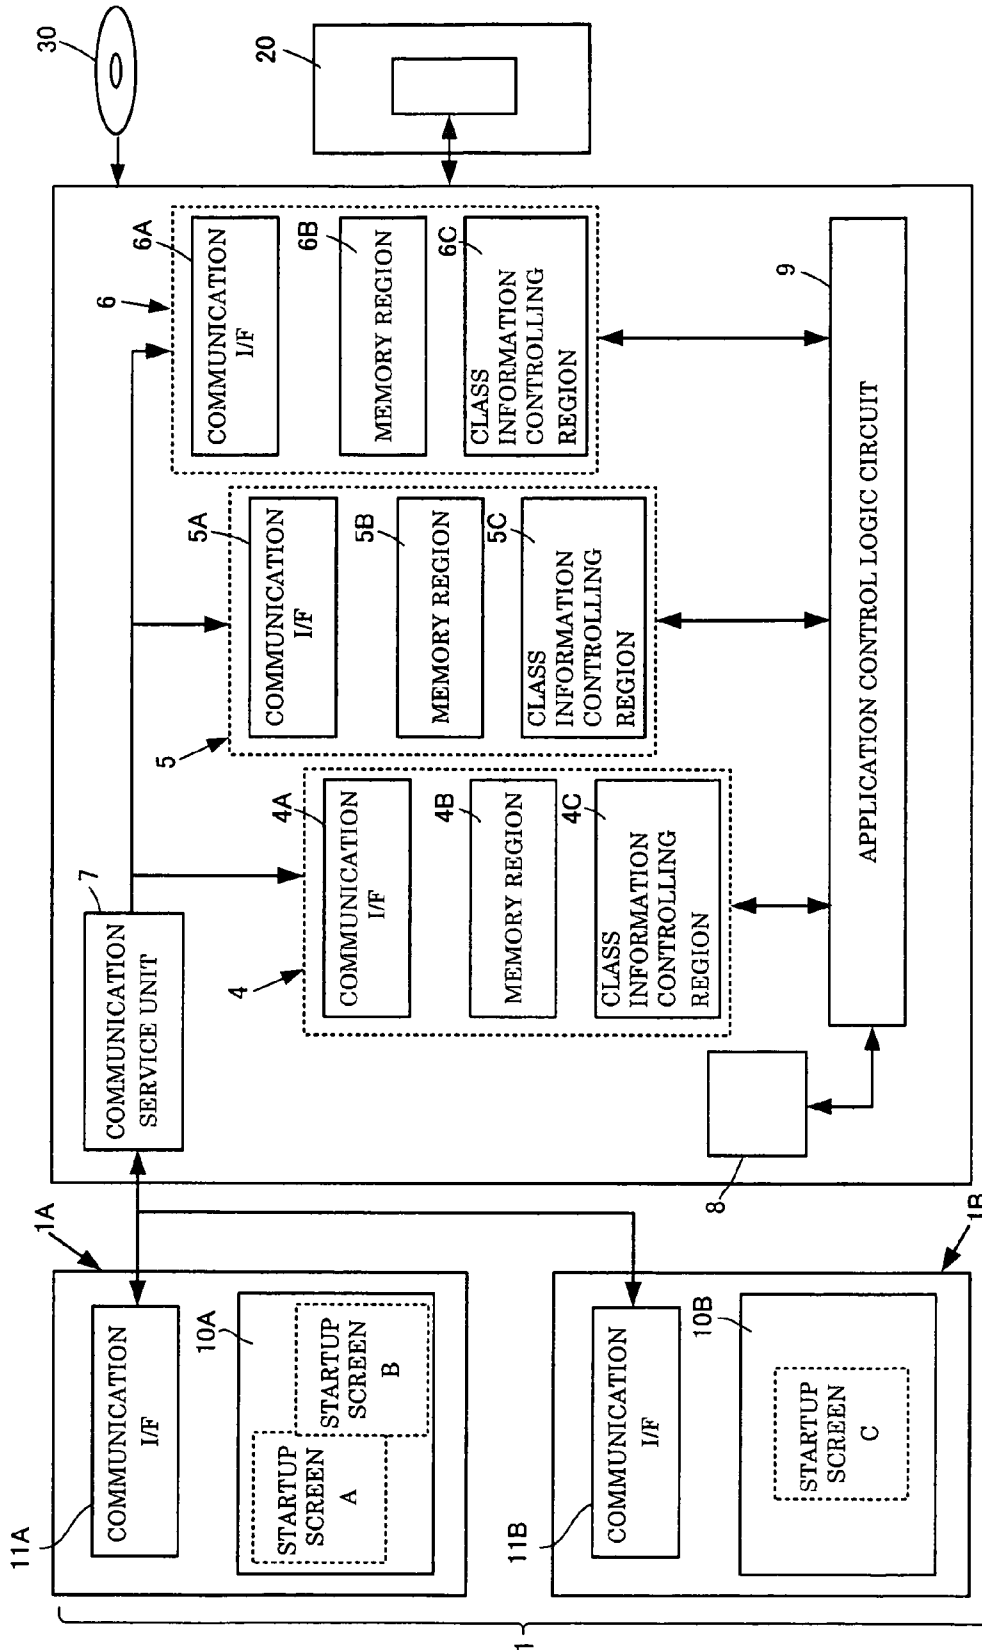 1
1A
11A
COMMUNICATION
I/F
10A
STARTUP
SCREEN
A
STARTUP
SCREEN
B
1B
11B
COMMUNICATION
I/F
10B
STARTUP
SCREEN
C
7
COMMUNICATION
SERVICE UNIT
8
4
4A
COMMUNICATION
I/F
4B
MEMORY REGION
4C
CLASS
INFORMATION
CONTROLLING
REGION
5
5A
COMMUNICATION
I/F
5B
MEMORY REGION
5C
CLASS
INFORMATION
CONTROLLING
REGION
6
6A
COMMUNICATION
I/F
6B
MEMORY REGION
6C
CLASS
INFORMATION
CONTROLLING
REGION
9
APPLICATION CONTROL LOGIC CIRCUIT
30
20